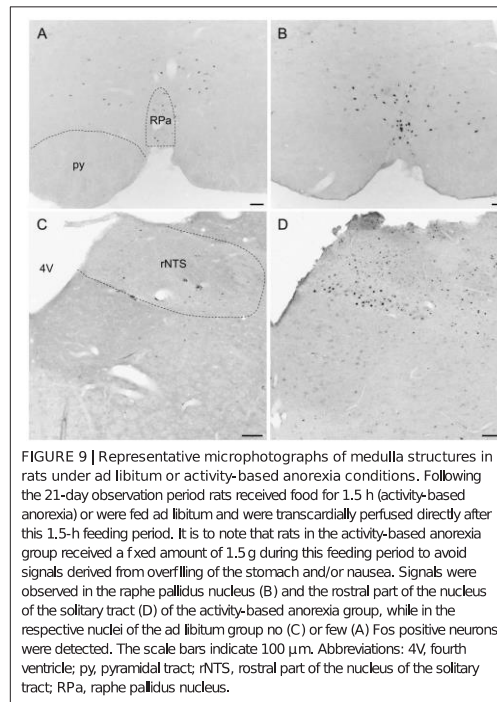 A
B
RPa
py
C
D
4V
rNTS
FIGURE 9 | Representative microphotographs of medulla structures in
rats under ad libitum or activity-based anorexia conditions. Following
the 21-day observation period rats received food for 1.5 h (activity-based
anorexia) or were fed ad libitum and were transcardially perfused directly after
this 1.5-h feeding period. It is to note that rats in the activity-based anorexia
group received a fxed amount of 1.5 g during this feeding period to avoid
signals derived from overflling of the stomach and/or nausea. Signals were
observed in the raphe pallidus nucleus (B) and the rostral part of the nucleus
of the solitary tract (D) of the activity-based anorexia group, while in the
respective nuclei of the ad libitum group no (C) or few (A) Fos positive neurons
were detected. The scale bars indicate 100 μm. Abbreviations: 4V, fourth
ventricle; py, pyramidal tract; rNTS, rostral part of the nucleus of the solitary
tract; RPa, raphe pallidus nucleus.